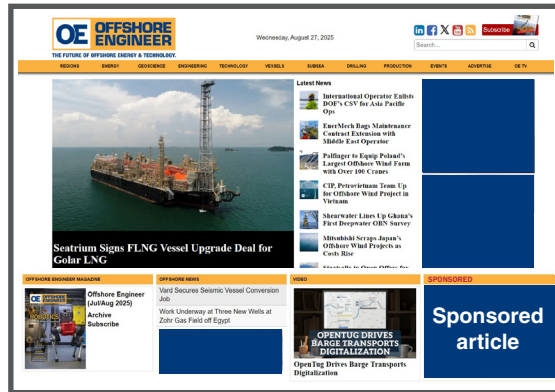 OE OFFSHORE
ENGINEER
THE FUTURE OF OFFSHORE ENERGY & TECHNOLOGY.
Wednesday, August 27, 2025
Subscribe
Search...
REGIONS ENERGY GEOSCIENCE ENGINEERING TECHNOLOGY VESSELS SUBSEA DRILLING PRODUCTION EVENTS ADVERTISE OE TV
Seatrium Signs FLNG Vessel Upgrade Deal for
Golar LNG
Latest News
International Operator Enlists
DOF's CSV for Asia Pacific
Ops
EnerMech Bags Maintenance
Contract Extension with
Middle East Operator
Palfinger to Equip Poland's
Largest Offshore Wind Farm
with Over 100 Cranes
CIP, Petrovietnam Team Up
for Offshore Wind Project in
Vietnam
Shearwater Lines Up Ghana's
First Deepwater OBN Survey
Mitsubishi Scraps Japan's
Offshore Wind Projects as
Costs Rise
OFFSHORE ENGINEER MAGAZINE
OE OFFSHORE
ENGINEER
ROBOTICS
Offshore Engineer
(Jul/Aug 2025)
Archive
Subscribe
OFFSHORE NEWS
Vard Secures Seismic Vessel Conversion
Job
Work Underway at Three New Wells at
Zohr Gas Field off Egypt
VIDEO
OPENTUG DRIVES
BARGE TRANSPORTS
DIGITALIZATION
OpenTug Drives Barge Transports
Digitalization
SPONSORED
Sponsored
article